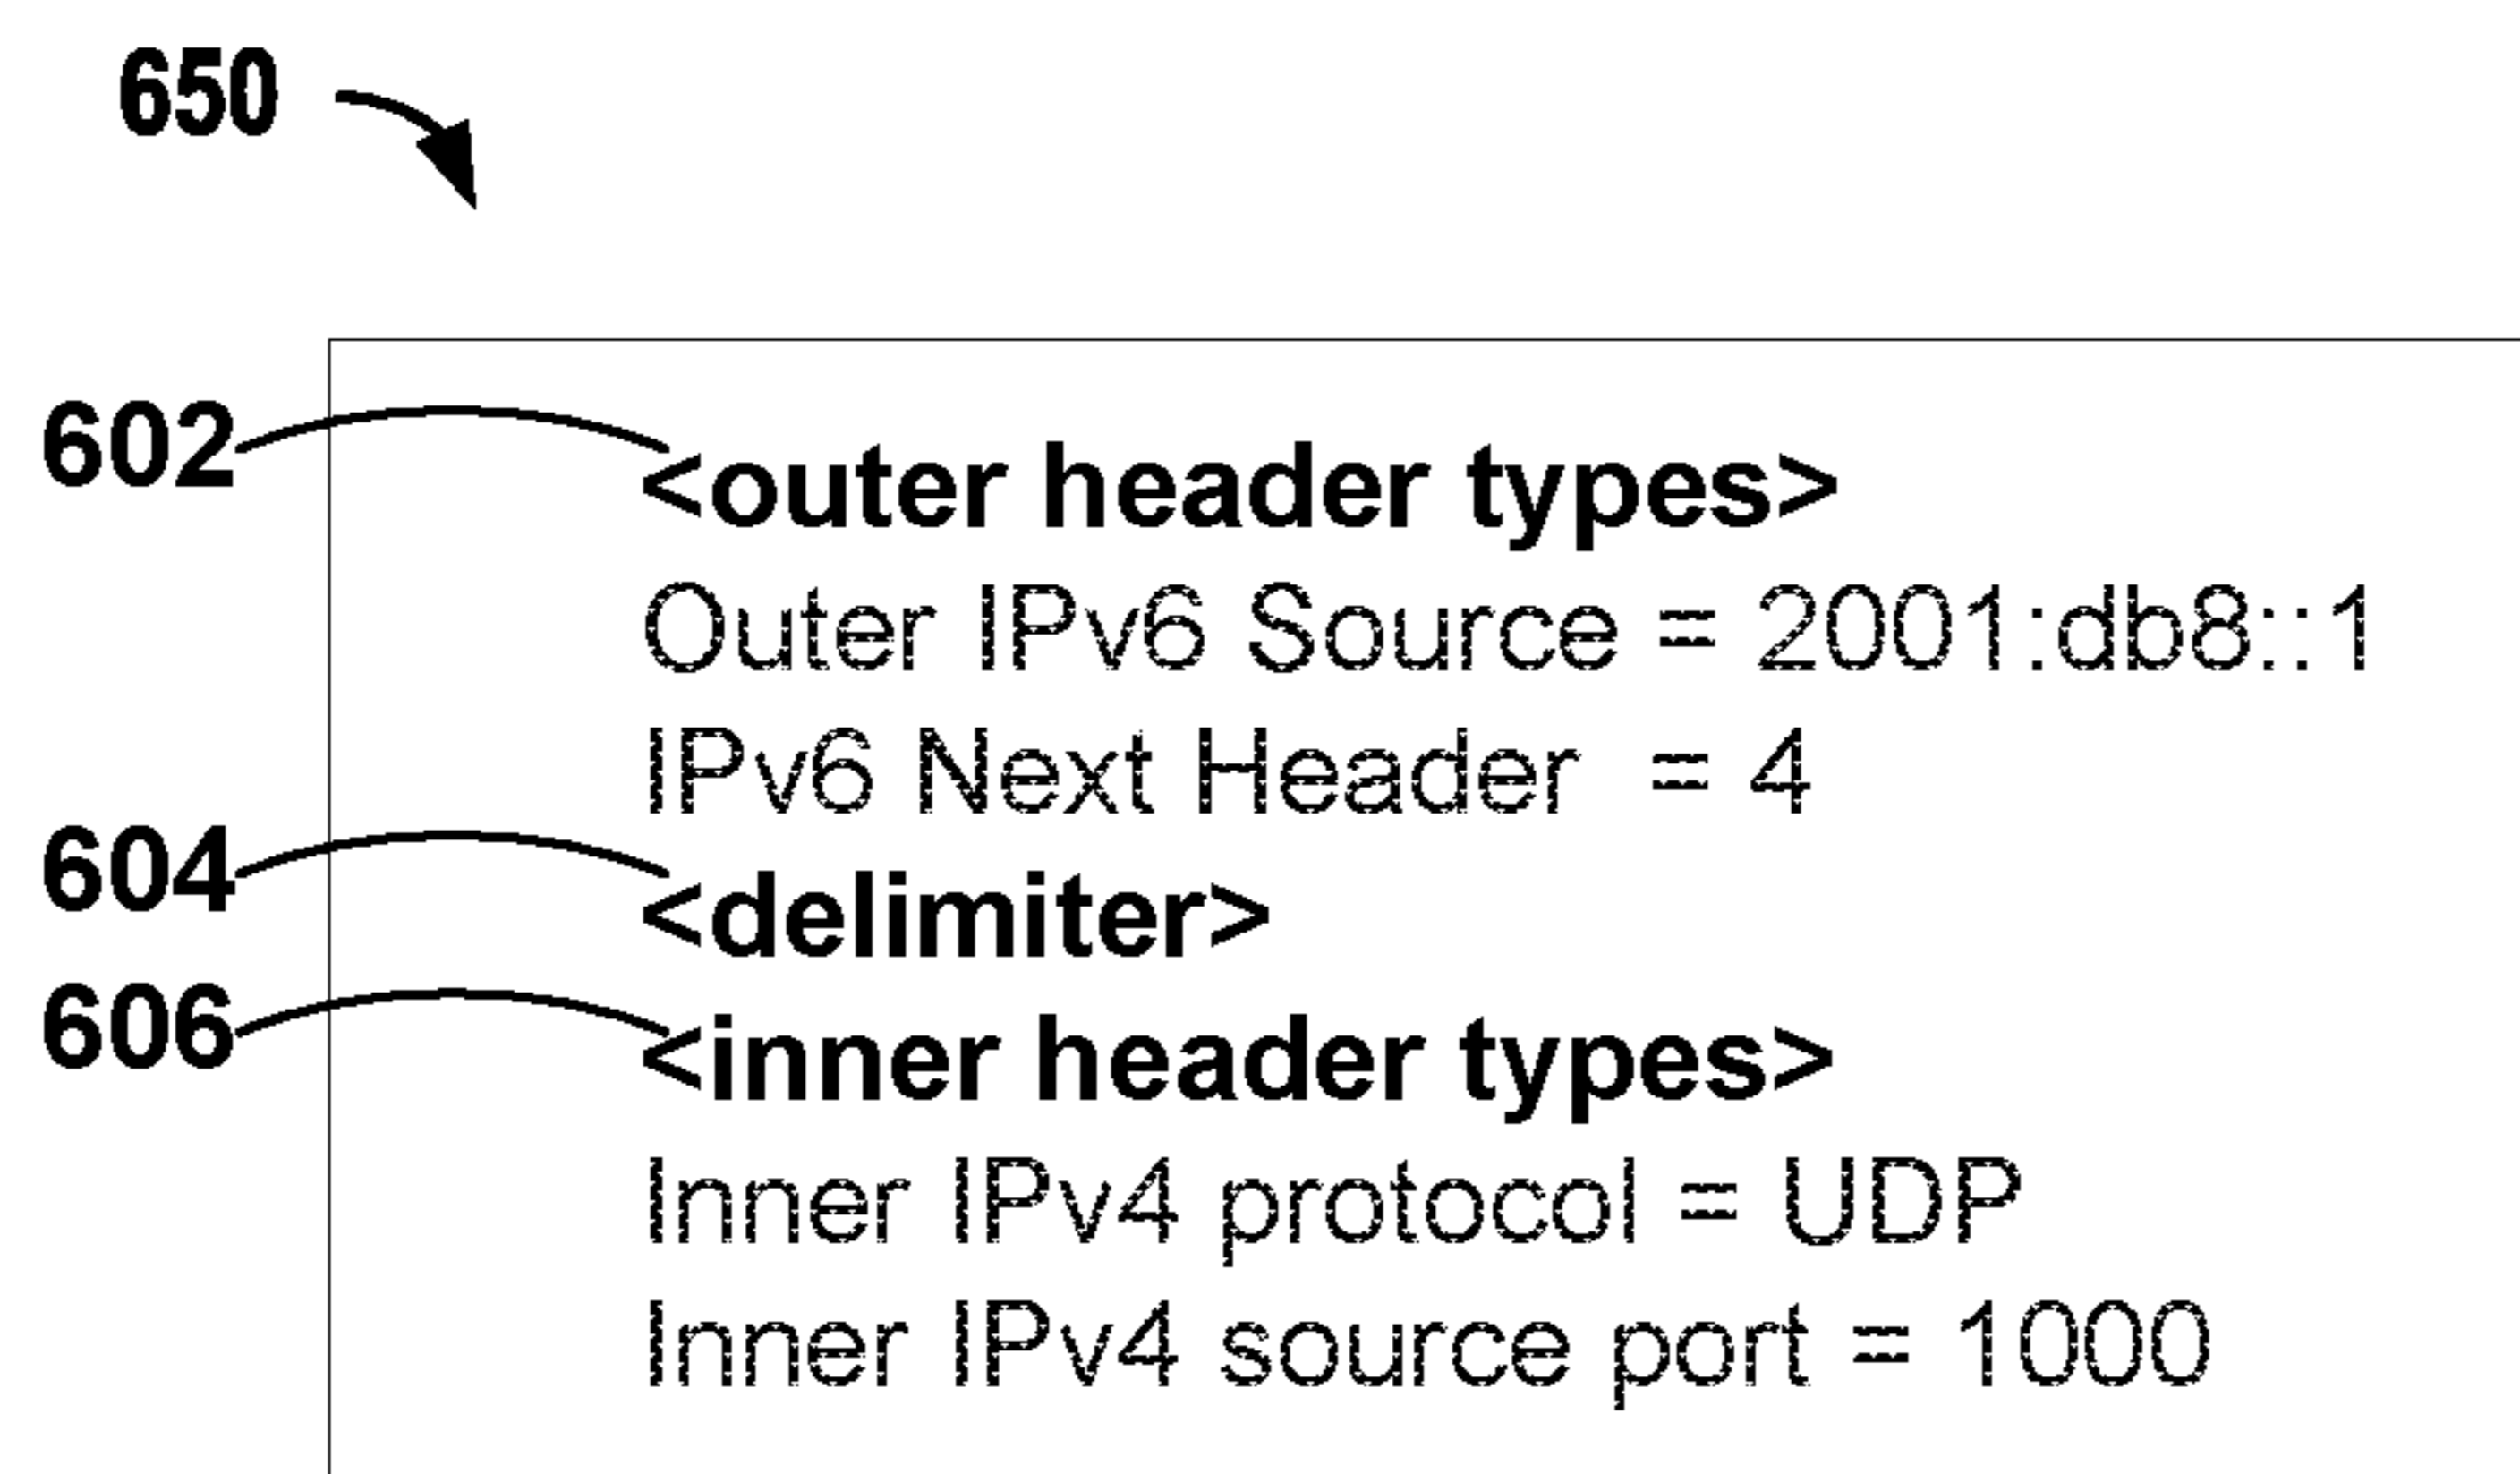 650
602
<outer header types>
Outer IPv6 Source = 2001:db8::1
IPv6 Next Header = 4
604
<delimiter>
606
<inner header types>
Inner IPv4 protocol = UDP
Inner IPv4 source port = 1000